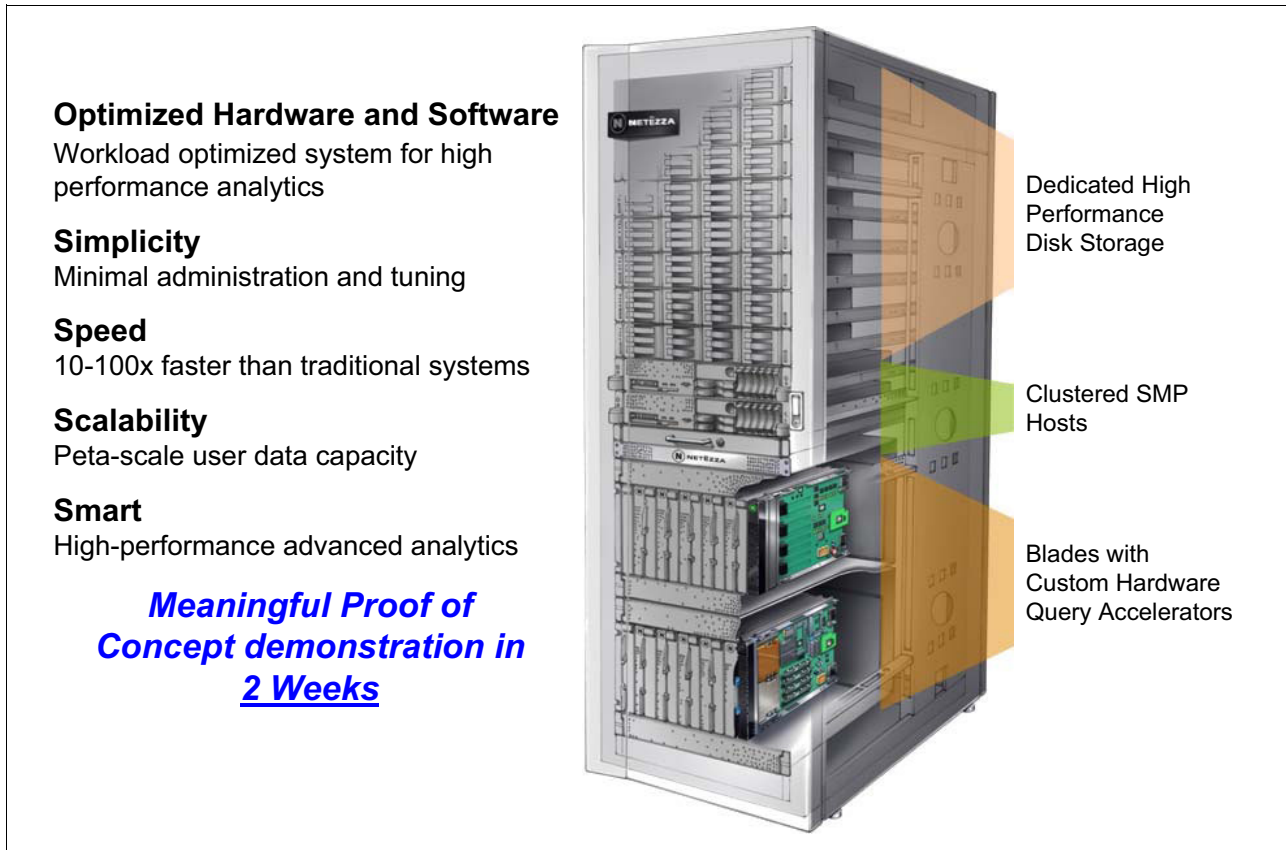 Optimized Hardware and Software
Workload optimized system for high
performance analytics
Simplicity
Minimal administration and tuning
Speed
10-100x faster than traditional systems
Scalability
Peta-scale user data capacity
Smart
High-performance advanced analytics
Meaningful Proof of
Concept demonstration in
2 Weeks
N NETEZZA
N NETEZZA
Dedicated High
Performance
Disk Storage
Clustered SMP
Hosts
Blades with
Custom Hardware
Query Accelerators